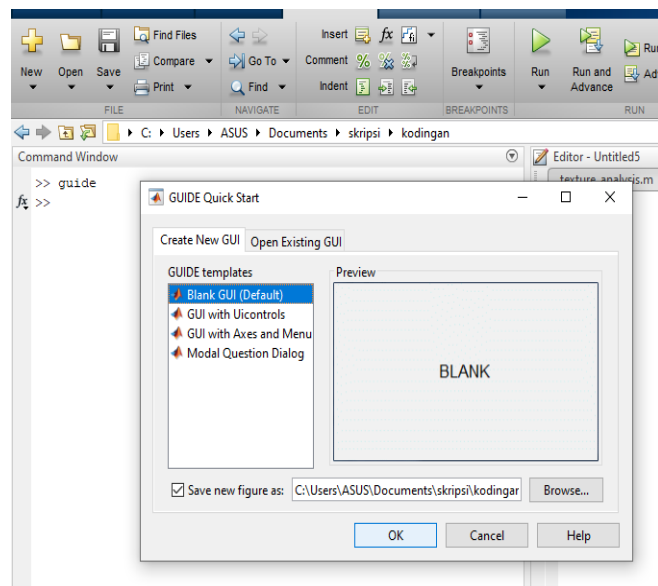 Find Files
Insert fx
New Open Save
Compare
Go To
Comment
Breakpoints
Run
Run and Advance
Print
Find
Indent
FILE NAVIGATE EDIT BREAKPOINTS RUN
C: Users ASUS Documents skripsi kodingan
Command Window
Editor - Untitled5
>> guide
texture_analysis.m
fx >>
GUIDE Quick Start
Create New GUI Open Existing GUI
GUIDE templates
Preview
Blank GUI (Default)
GUI with Uicontrols
GUI with Axes and Menu
Modal Question Dialog
BLANK
Save new figure as: C:\Users\ASUS\Documents\skripsi\kodingar Browse...
OK Cancel Help